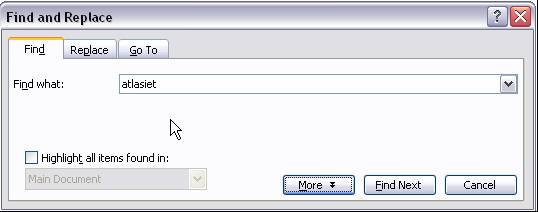 Find and Replace
Find Replace Go To
Find what: atlasiet
Highlight all items found in:
Main Document
More Find Next Cancel